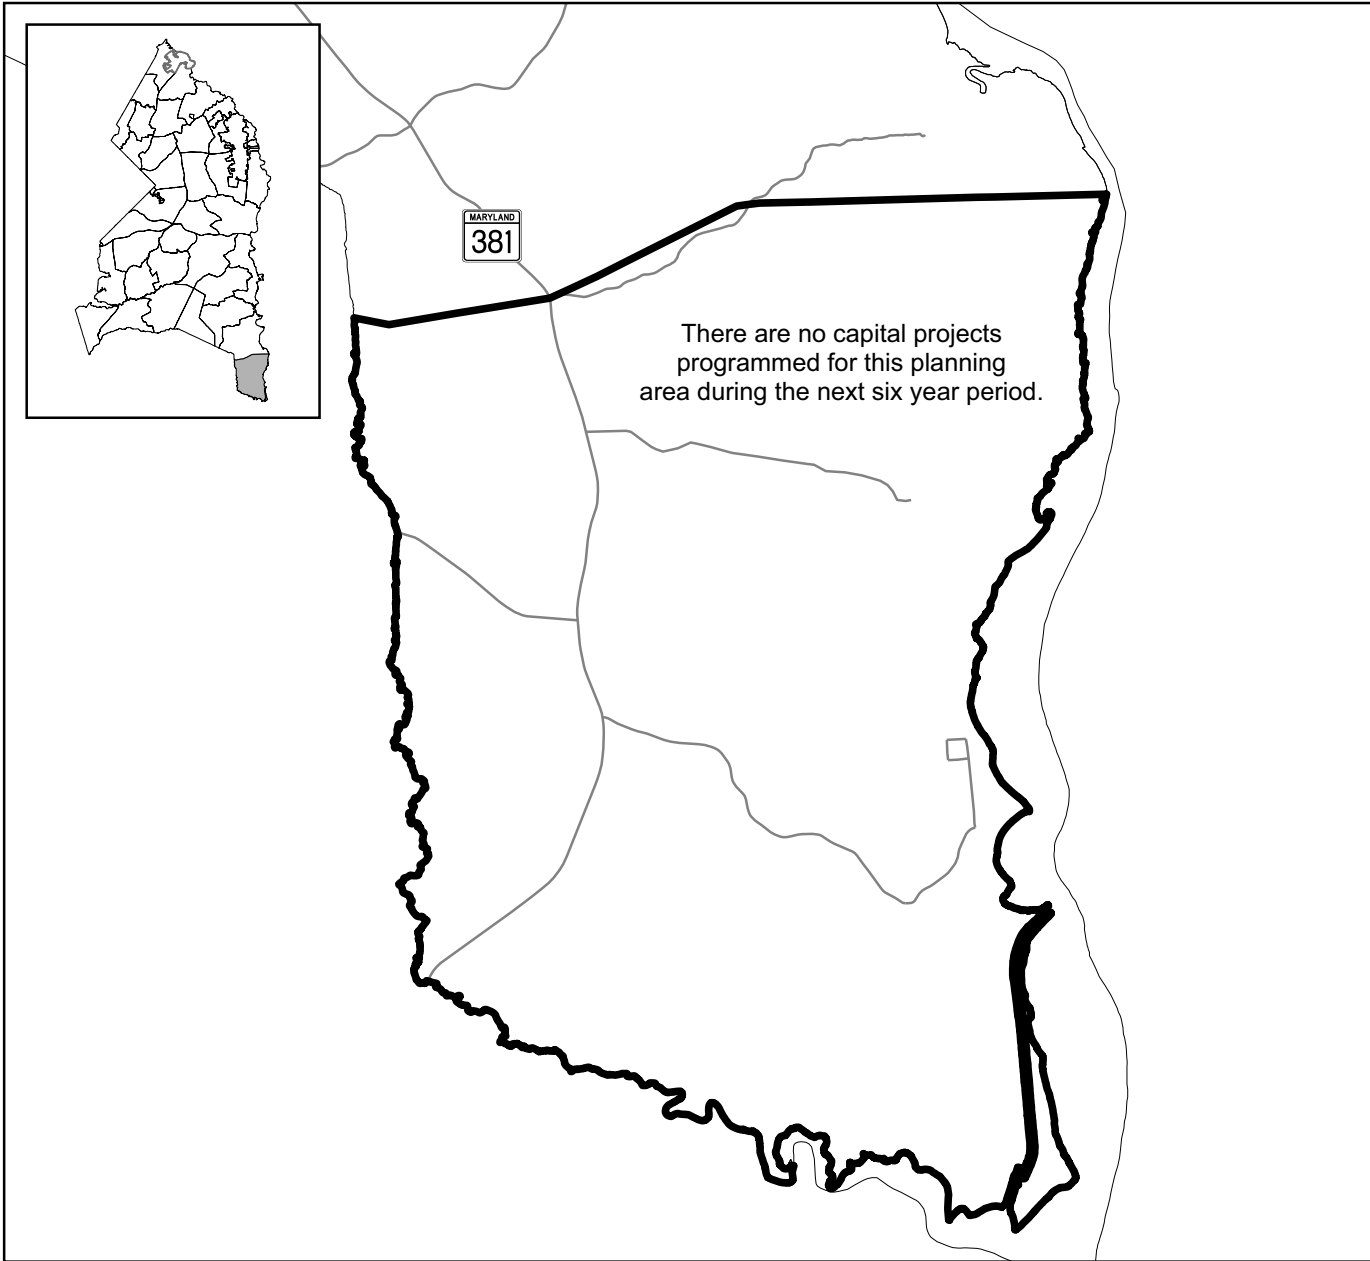 MARYLAND
381
There are no capital projects
programmed for this planning
area during the next six year period.